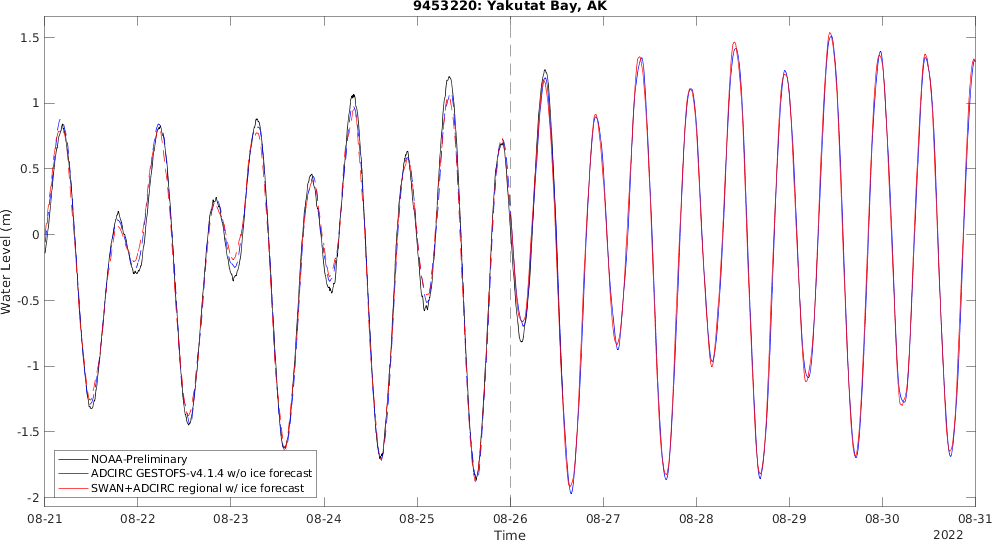 9453220: Yakutat Bay, AK
Water Level (m)
1.5
1
0.5
0
-0.5
-1
-1.5
-2
NOAA-Preliminary
ADCIRC GESTOFS-v4.1.4 w/o ice forecast
SWAN+ADCIRC regional w/ ice forecast
08-21 08-22 08-23 08-24 08-25 08-26 08-27 08-28 08-29 08-30 08-31
Time
2022